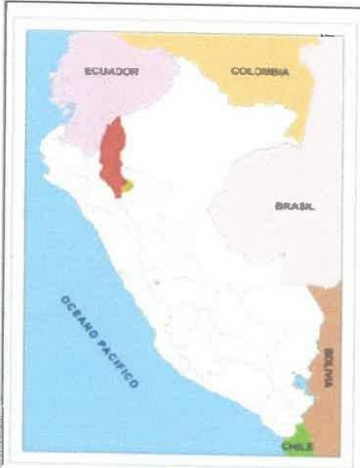 ECUADOR
COLOMBIA
BRASIL
OCEANO PACIFICO
BOLIVIA
CHILE